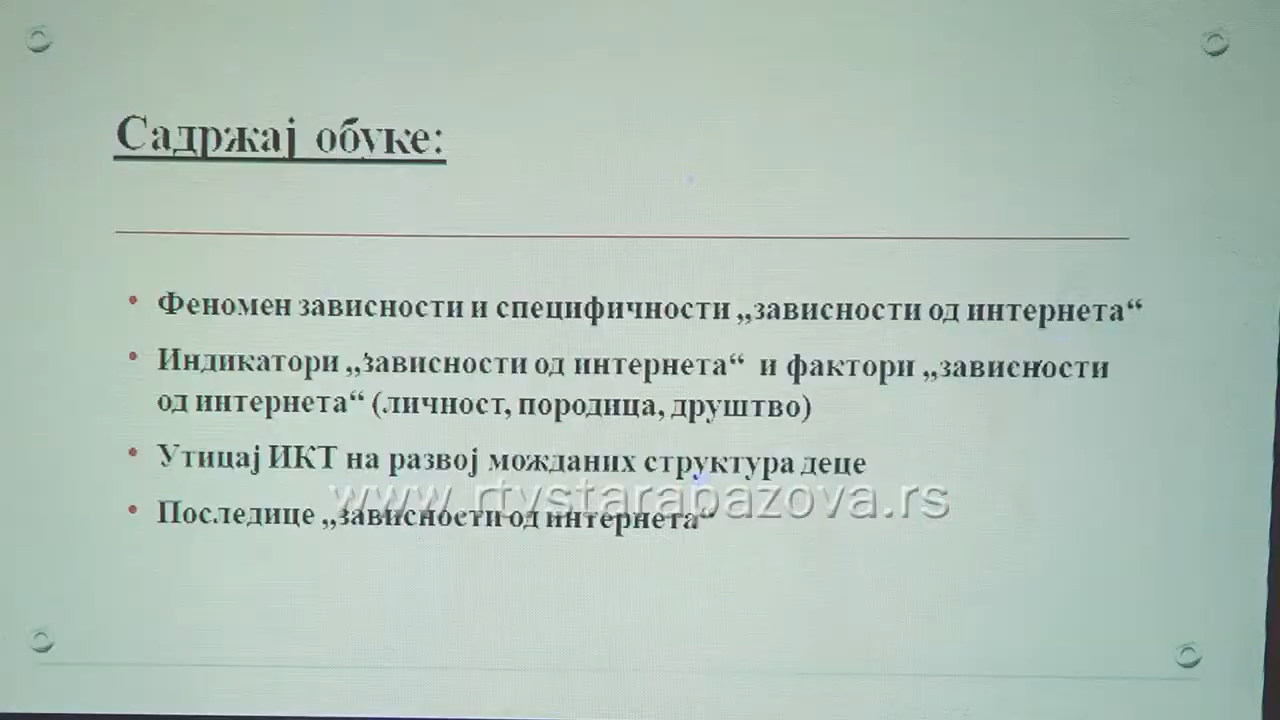 Садржај обуке:
Феномен зависности и специфичности „зависности од интернета“
Индикатори „зависности од интернета“ и фактори „зависности
од интернета“ (личност, породица, друштво)
Утицај ИКТ на развој можданих структура деце
www.rtvstarapazova.rs
Последице „зависности од интернета“